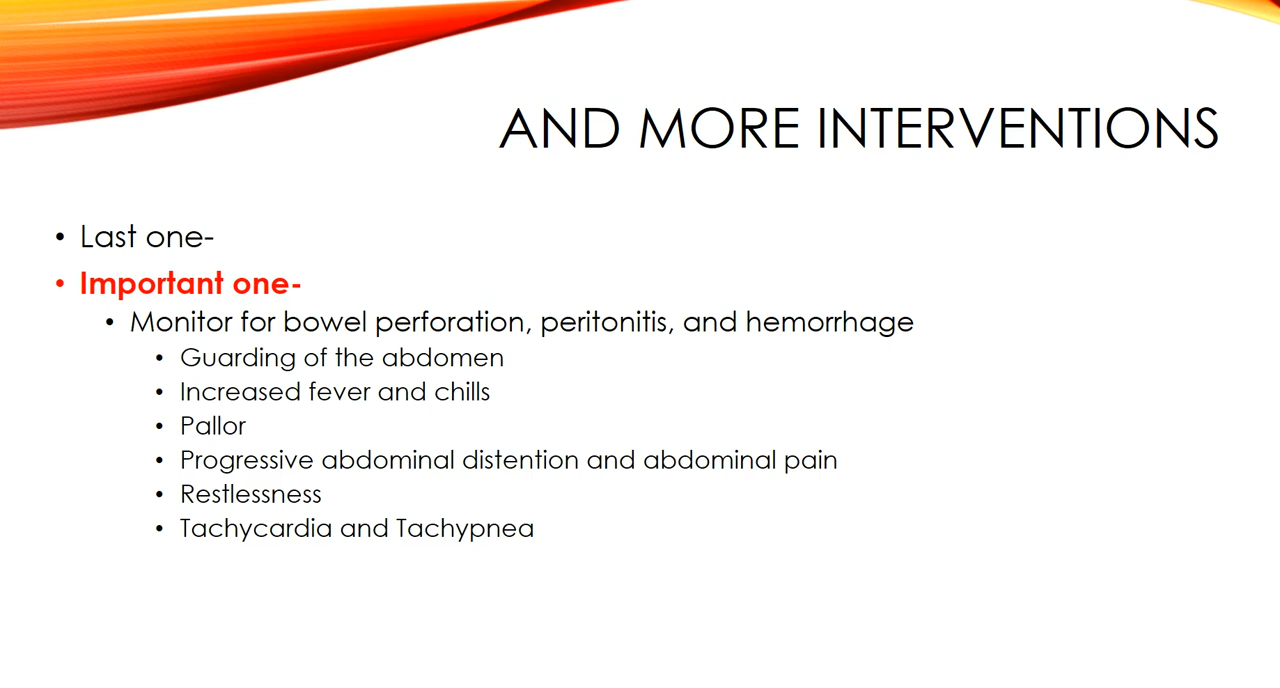 AND MORE INTERVENTIONS
• Last one-
• Important one-
• Monitor for bowel perforation, peritonitis, and hemorrhage
• Guarding of the abdomen
• Increased fever and chills
• Pallor
• Progressive abdominal distention and abdominal pain
• Restlessness
• Tachycardia and Tachypnea